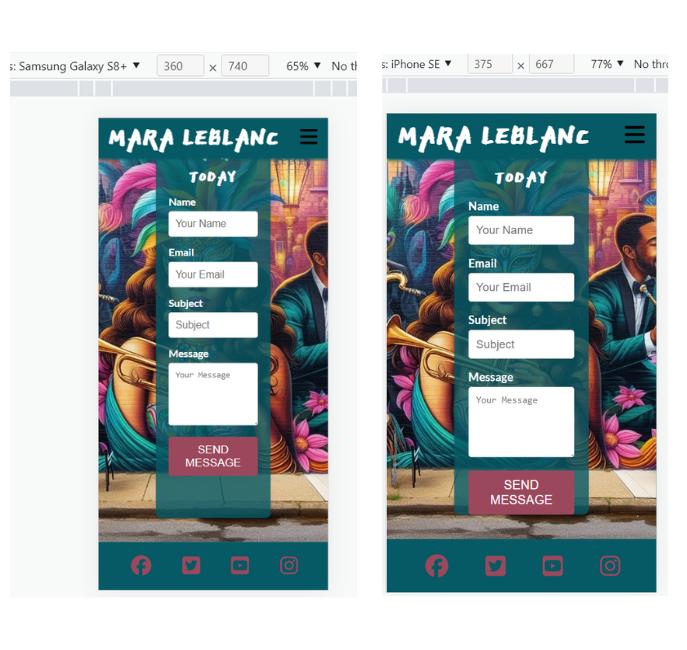 s: Samsung Galaxy S8+ ▼ 360 × 740 65% ▼ No th
MARA LEBLANC
TODAY
Name
Your Name
Email
Your Email
Subject
Subject
Message
Your Message
SEND
MESSAGE
s: iPhone SE ▼ 375 × 667 77% ▼ No thro
MARA LEBLANC
TODAY
Name
Your Name
Email
Your Email
Subject
Subject
Message
Your Message
SEND
MESSAGE